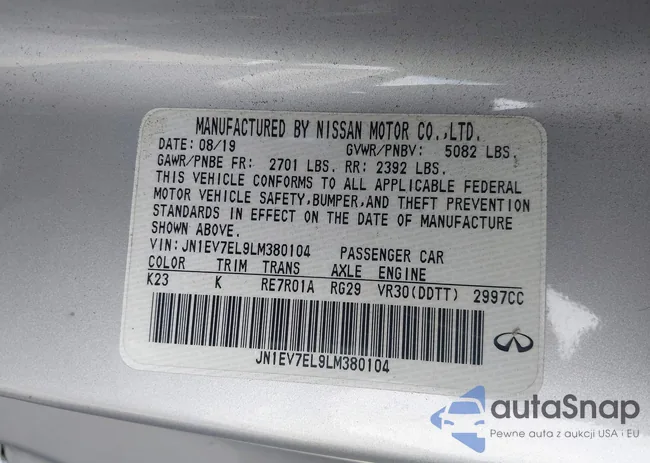 MANUFACTURED BY NISSAN MOTOR CO.,LTD.
DATE: 08/19 GVWR/PNBV: 5082 LBS.
GAWR/PNBE FR: 2701 LBS. RR: 2392 LBS.
THIS VEHICLE CONFORMS TO ALL APPLICABLE FEDERAL
MOTOR VEHICLE SAFETY,BUMPER,AND THEFT PREVENTION
STANDARDS IN EFFECT ON THE DATE OF MANUFACTURE
SHOWN ABOVE.
VIN: JN1EV7EL9LM380104 PASSENGER CAR
COLOR TRIM TRANS AXLE ENGINE
K23 K RE7R01A RG29 VR30(DDTT) 2997CC
JN1EV7EL9LM380104
autaSnap
Pewne auta z aukcji USA i EU